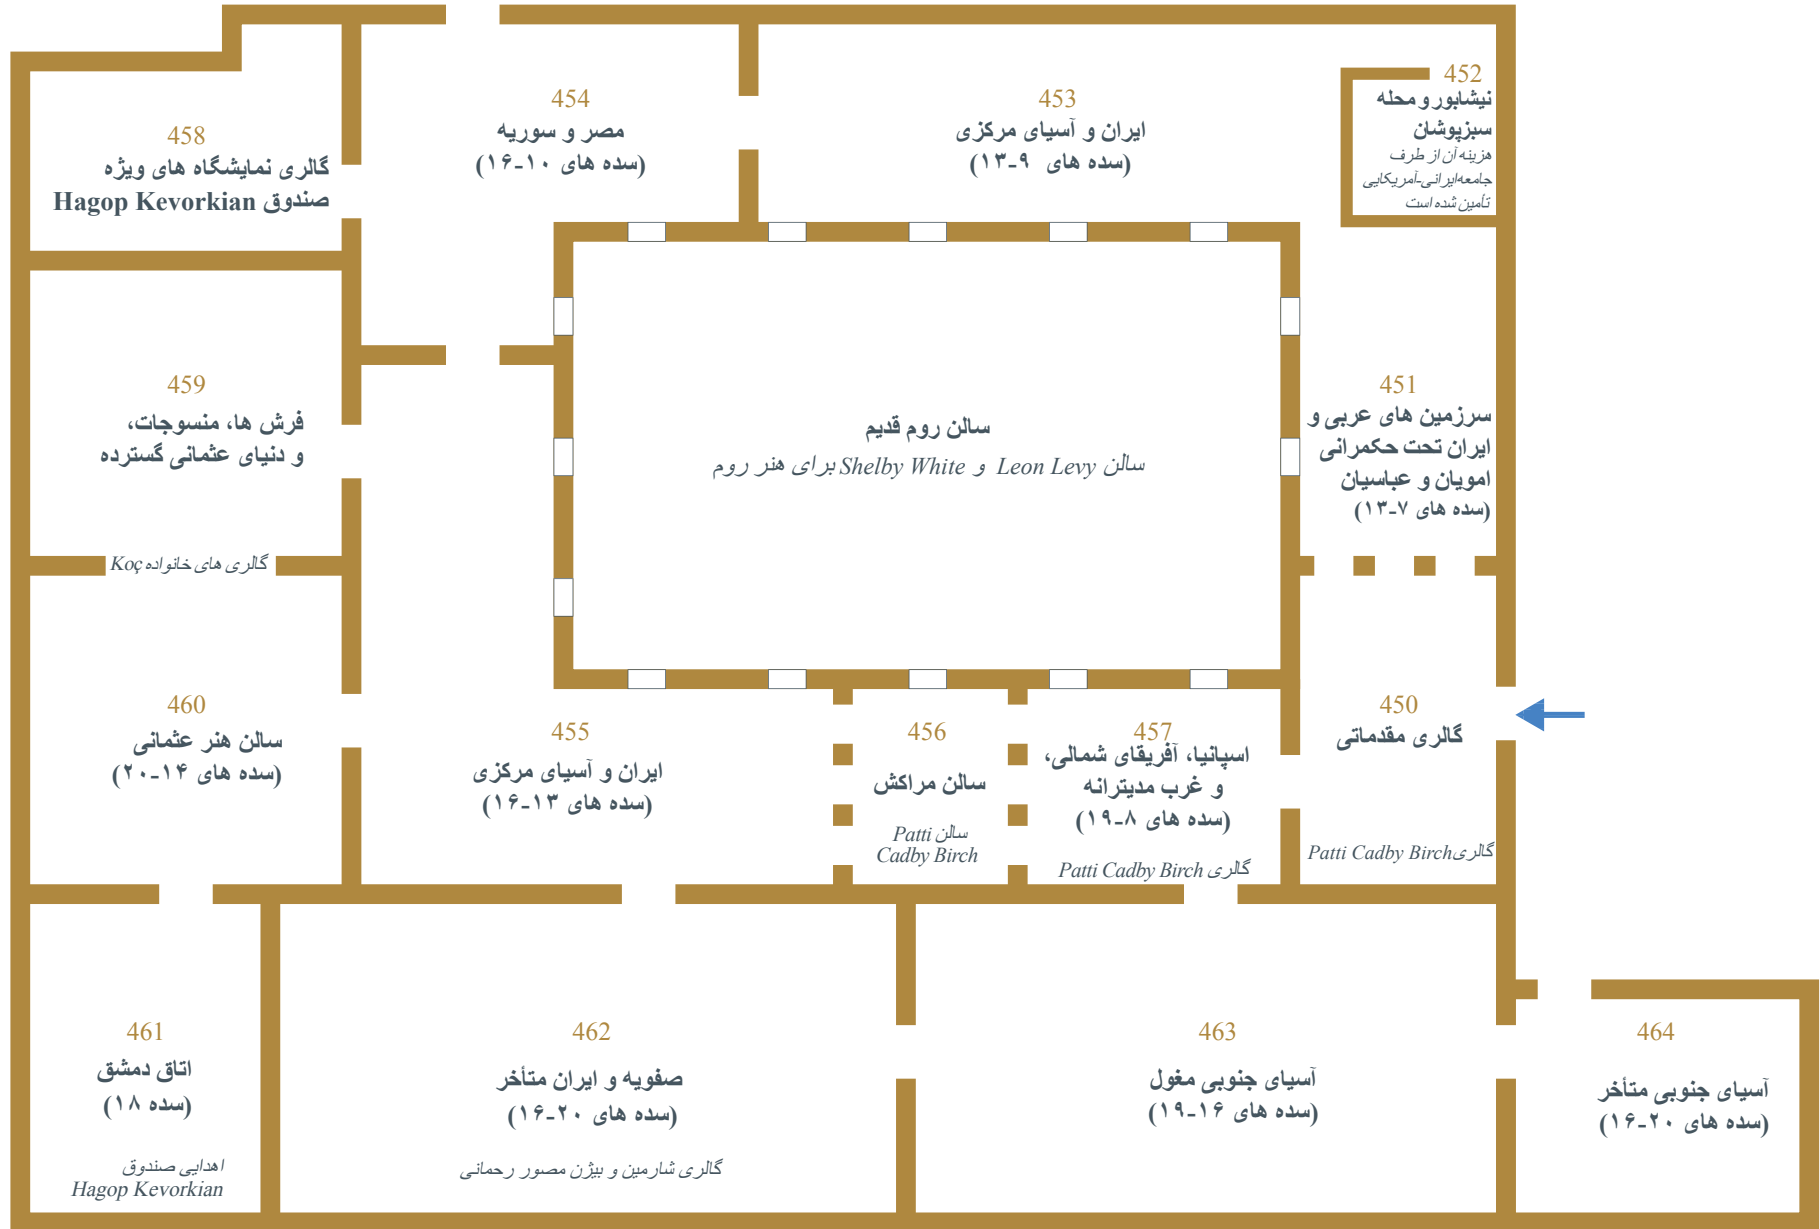 452
نیشابور و محله
سبزپوشان
هزینه آن از طرف
جامعه ایرانی-آمریکایی
تأمین شده است
453
ایران و آسیای مرکزی
(سده های ۹-۱۳)
454
مصر و سوریه
(سده های ۱۰-۱۶)
458
گالری نمایشگاه های ویژه
صندوق Hagop Kevorkian
451
سرزمین های عربی و
ایران تحت حکمرانی
امویان و عباسیان
(سده های ۷-۱۳)
سالن روم قدیم
سالن Leon Levy و Shelby White برای هنر روم
459
فرش ها، منسوجات،
و دنیای عثمانی گسترده
گالری های خانواده Koç
450
گالری مقدماتی
گالری Patti Cadby Birch
457
اسپانیا، آفریقای شمالی،
و غرب مدیترانه
(سده های ۸-۱۹)
گالری Patti Cadby Birch
456
سالن مراکش
سالن Patti
Cadby Birch
455
ایران و آسیای مرکزی
(سده های ۱۳-۱۶)
460
سالن هنر عثمانی
(سده های ۱۴-۲۰)
464
آسیای جنوبی متأخر
(سده های ۲۰-۱۶)
463
آسیای جنوبی مغول
(سده های ۱۶-۱۹)
462
صفویه و ایران متأخر
(سده های ۲۰-۱۶)
گالری شارمین و بیژن مصور رحمانی
461
اتاق دمشق
(سده ۱۸)
اهدایی صندوق
Hagop Kevorkian